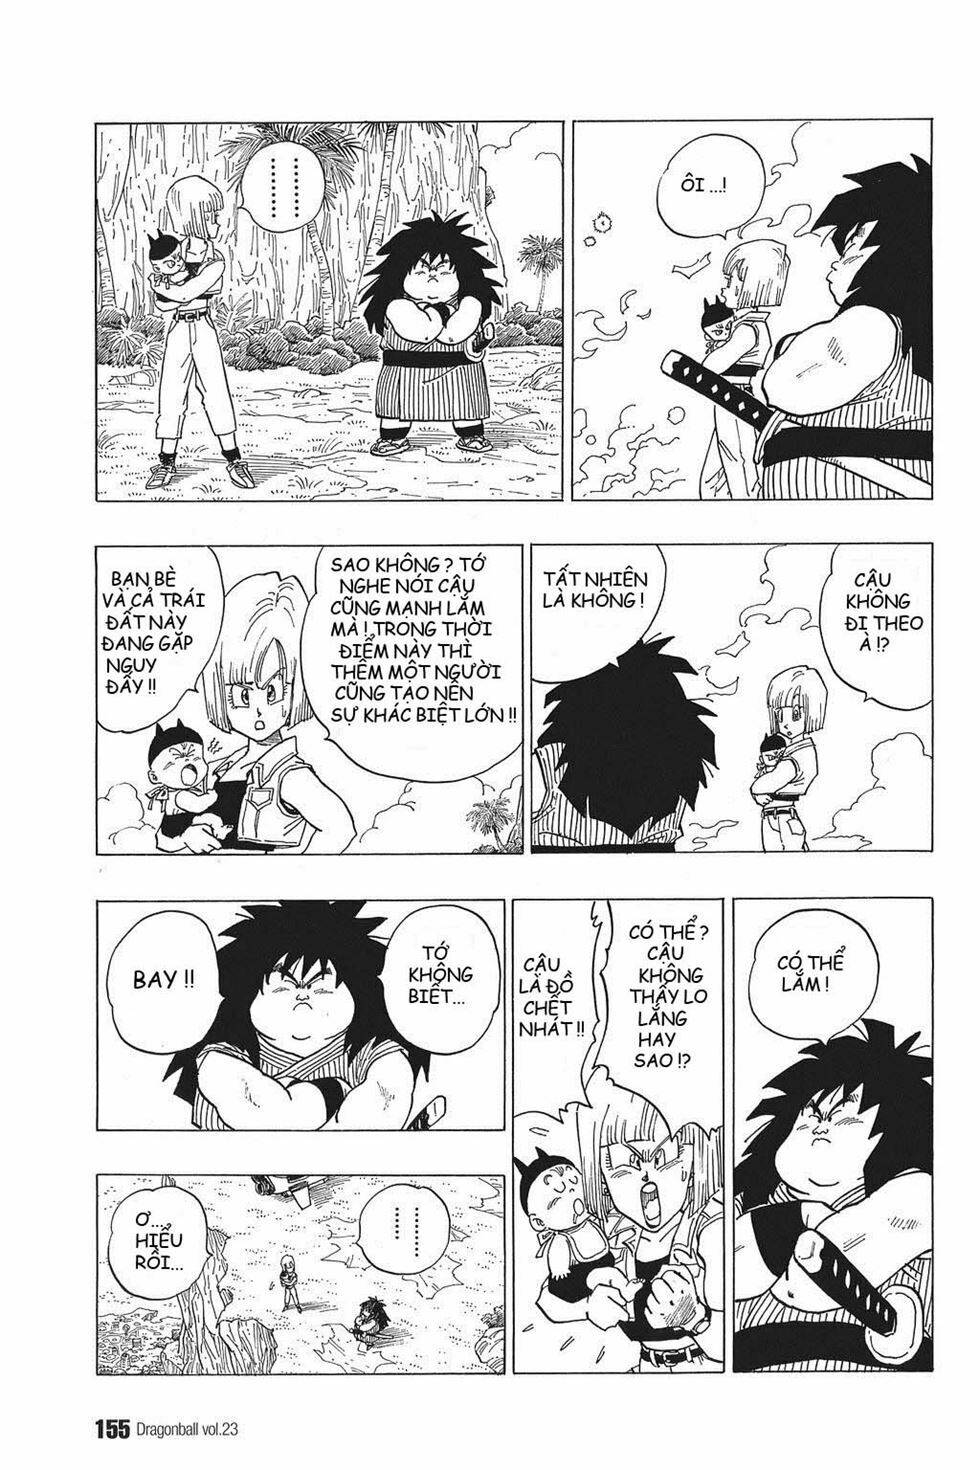 ÔI ...!
CẬU
KHÔNG
ĐI THEO
À !?
TẤT NHIÊN
LÀ KHÔNG !
SAO KHÔNG ? TỚ
NGHE NÓI CẬU
CŨNG MẠNH LẮM
MÀ ! TRONG THỜI
ĐIỂM NÀY THÌ
THÊM MỘT NGƯỜI
CŨNG TẠO NÊN
SỰ KHÁC BIỆT LỚN !!
BẠN BÈ
VÀ CẢ TRÁI
ĐẤT NÀY
ĐANG GẶP
NGUY
ĐẤY !!
CÓ THỂ
LẮM !
CÓ THỂ ?
CẬU
KHÔNG
THẤY LO
LẮNG
HAY
SAO !?
CẬU
LÀ ĐỒ
CHẾT
NHÁT !!
TỚ
KHÔNG
BIẾT...
BAY !!
Ơ...
HIỂU
RỒI...
155 Dragonball vol.23